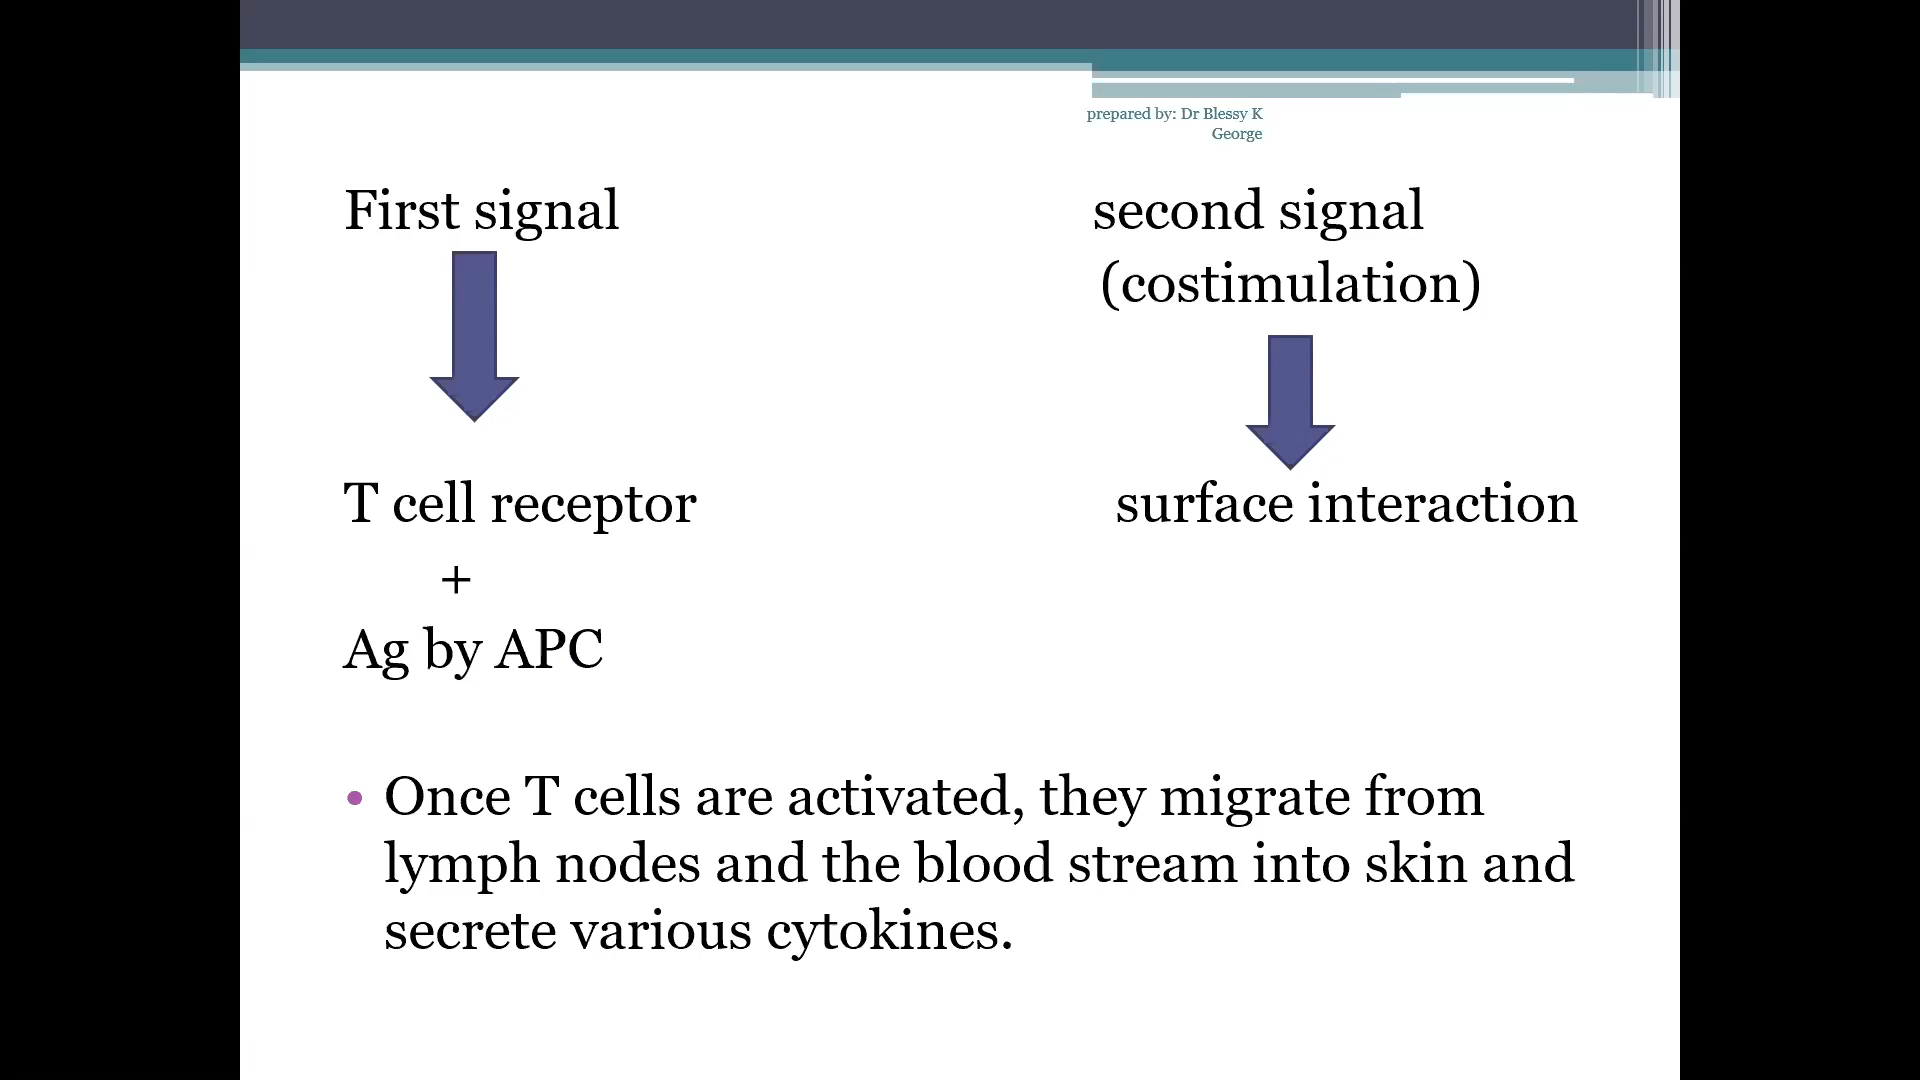 prepared by: Dr Blessy K
George
First signal
second signal
(costimulation)
T cell receptor
surface interaction
+
Ag by APC
• Once T cells are activated, they migrate from
lymph nodes and the blood stream into skin and
secrete various cytokines.